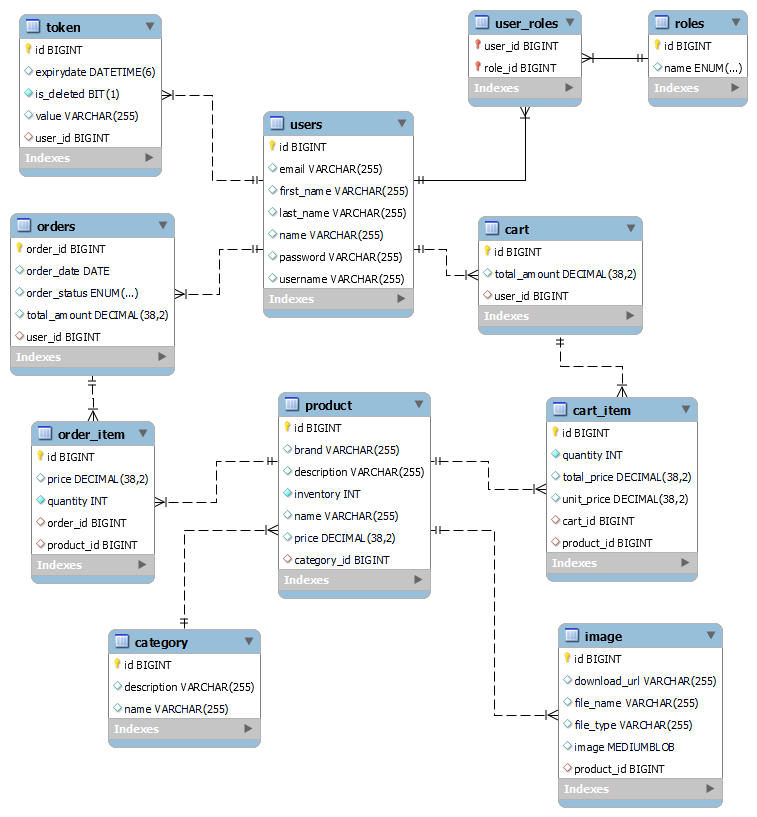 token
id BIGINT
expirydate DATETIME(6)
is_deleted BIT(1)
value VARCHAR(255)
user_id BIGINT
Indexes
user_roles
user_id BIGINT
role_id BIGINT
Indexes
roles
id BIGINT
name ENUM(...)
Indexes
users
id BIGINT
email VARCHAR(255)
first_name VARCHAR(255)
last_name VARCHAR(255)
name VARCHAR(255)
password VARCHAR(255)
username VARCHAR(255)
Indexes
orders
order_id BIGINT
order_date DATE
order_status ENUM(...)
total_amount DECIMAL(38,2)
user_id BIGINT
Indexes
cart
id BIGINT
total_amount DECIMAL(38,2)
user_id BIGINT
Indexes
order_item
id BIGINT
price DECIMAL(38,2)
quantity INT
order_id BIGINT
product_id BIGINT
Indexes
product
id BIGINT
brand VARCHAR(255)
description VARCHAR(255)
inventory INT
name VARCHAR(255)
price DECIMAL(38,2)
category_id BIGINT
Indexes
cart_item
id BIGINT
quantity INT
total_price DECIMAL(38,2)
unit_price DECIMAL(38,2)
cart_id BIGINT
product_id BIGINT
Indexes
category
id BIGINT
description VARCHAR(255)
name VARCHAR(255)
Indexes
image
id BIGINT
download_url VARCHAR(255)
file_name VARCHAR(255)
file_type VARCHAR(255)
image MEDIUMBLOB
product_id BIGINT
Indexes